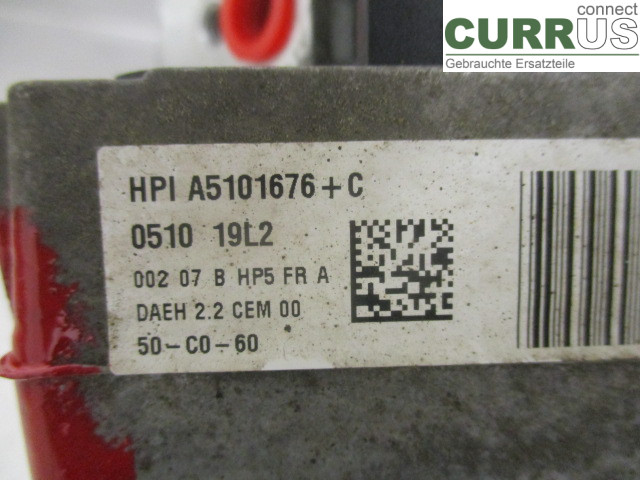 connect
CURRUS
Gebrauchte Ersatzteile
HPI A5101676+C
0510 19L2
002 07 B HP5 FR A
DAEH 2.2 CEM 00
50-C0-60